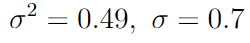 σ² = 0.49, σ = 0.7